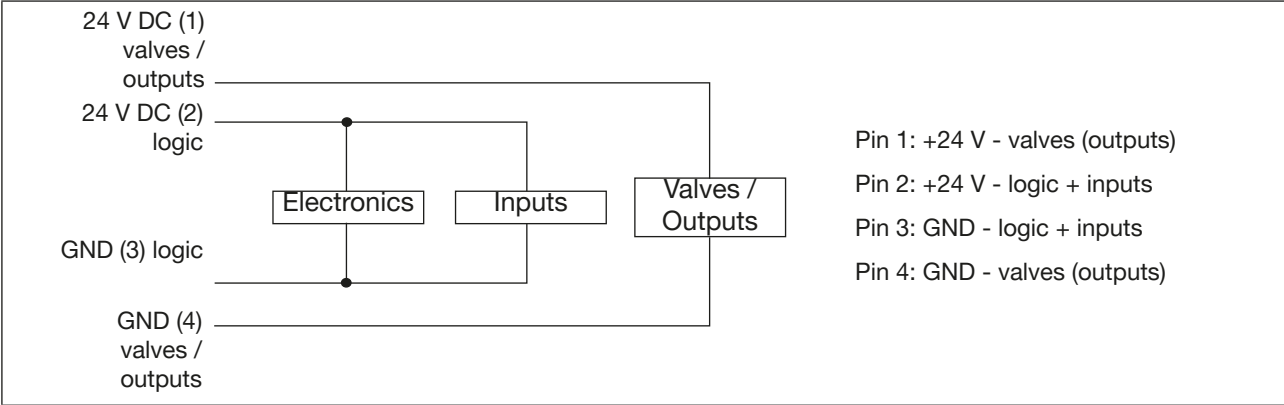 24 V DC (1)
valves /
outputs
24 V DC (2)
logic
Electronics
Inputs
Valves /
Outputs
GND (3) logic
GND (4)
valves /
outputs
Pin 1: +24 V - valves (outputs)
Pin 2: +24 V - logic + inputs
Pin 3: GND - logic + inputs
Pin 4: GND - valves (outputs)